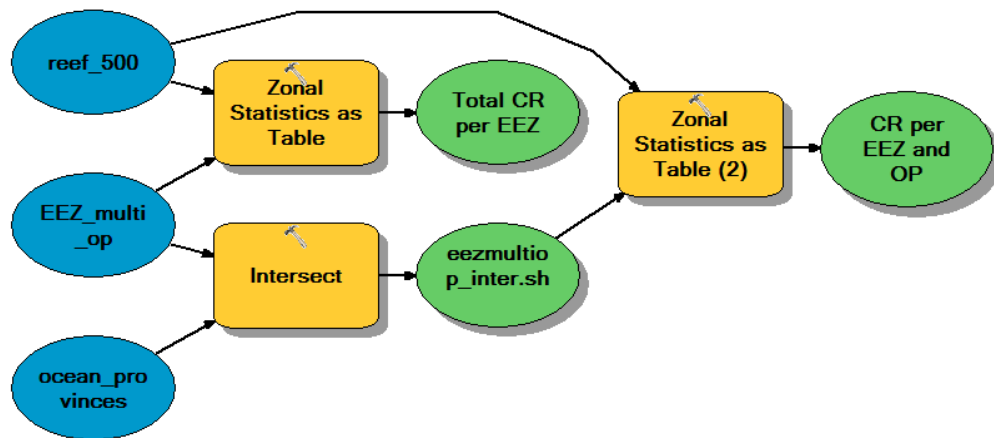 reef_500
Zonal
Statistics as
Table
Total CR
per EEZ
Zonal
Statistics as
Table (2)
CR per
EEZ and
OP
EEZ_multi
_op
Intersect
eezmultio
p_inter.sh
ocean_pro
vinces